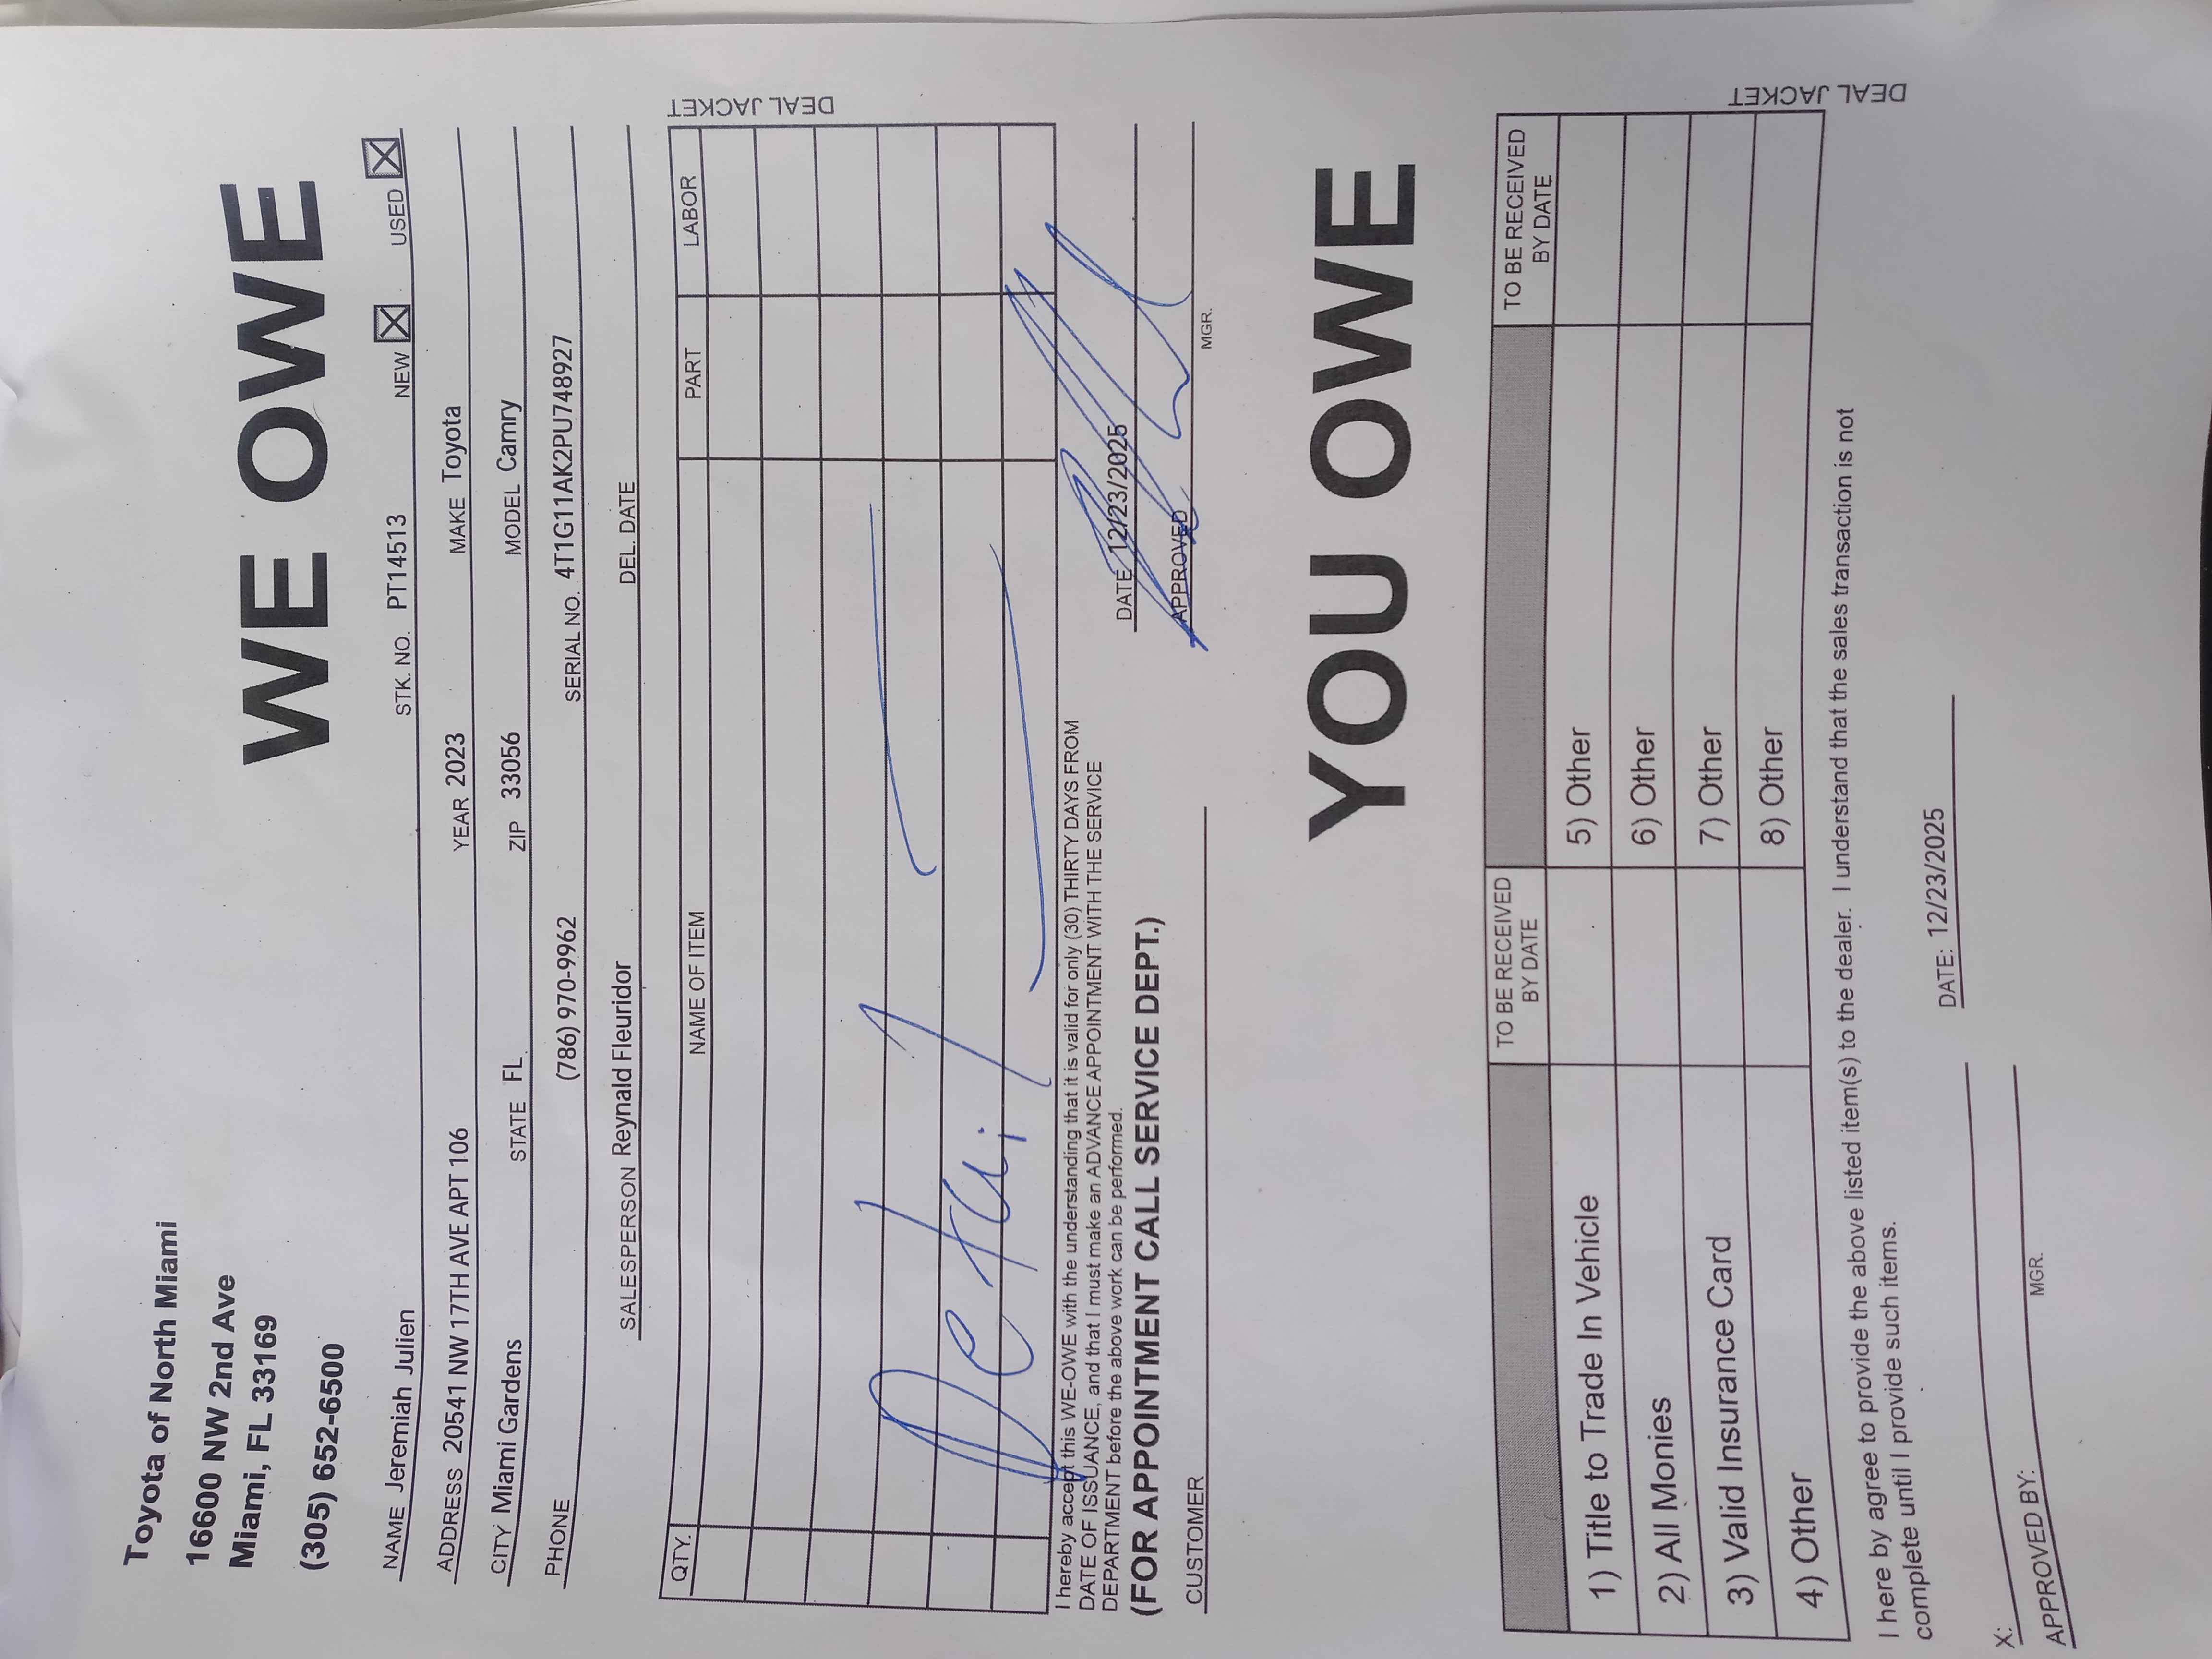 Toyota of North Miami
16600 NW 2nd Ave
Miami, FL 33169
(305) 652-6500
WE OWE
NAME Jeremiah Julien STK. NO. PT14513 NEW ☒ USED ☒
ADDRESS 20541 NW 17TH AVE APT 106 YEAR 2023 MAKE Toyota
CITY Miami Gardens STATE FL ZIP 33056 MODEL Camry
PHONE (786) 970-9962 SERIAL NO. 4T1G11AK2PU748927
SALESPERSON Reynald Fleuridor DEL. DATE
QTY. NAME OF ITEM PART LABOR
DEAL JACKET
Detail
I hereby accept this WE-OWE with the understanding that it is valid for only (30) THIRTY DAYS FROM
DATE OF ISSUANCE, and that I must make an ADVANCE APPOINTMENT WITH THE SERVICE
DEPARTMENT before the above work can be performed.
(FOR APPOINTMENT CALL SERVICE DEPT.)
DATE 12/23/2025
CUSTOMER APPROVED
MGR.
YOU OWE
TO BE RECEIVED BY DATE TO BE RECEIVED BY DATE
1) Title to Trade In Vehicle 5) Other
2) All Monies 6) Other
3) Valid Insurance Card 7) Other
4) Other 8) Other
DEAL JACKET
I here by agree to provide the above listed item(s) to the dealer. I understand that the sales transaction is not
complete until I provide such items.
X: DATE: 12/23/2025
APPROVED BY:
MGR.